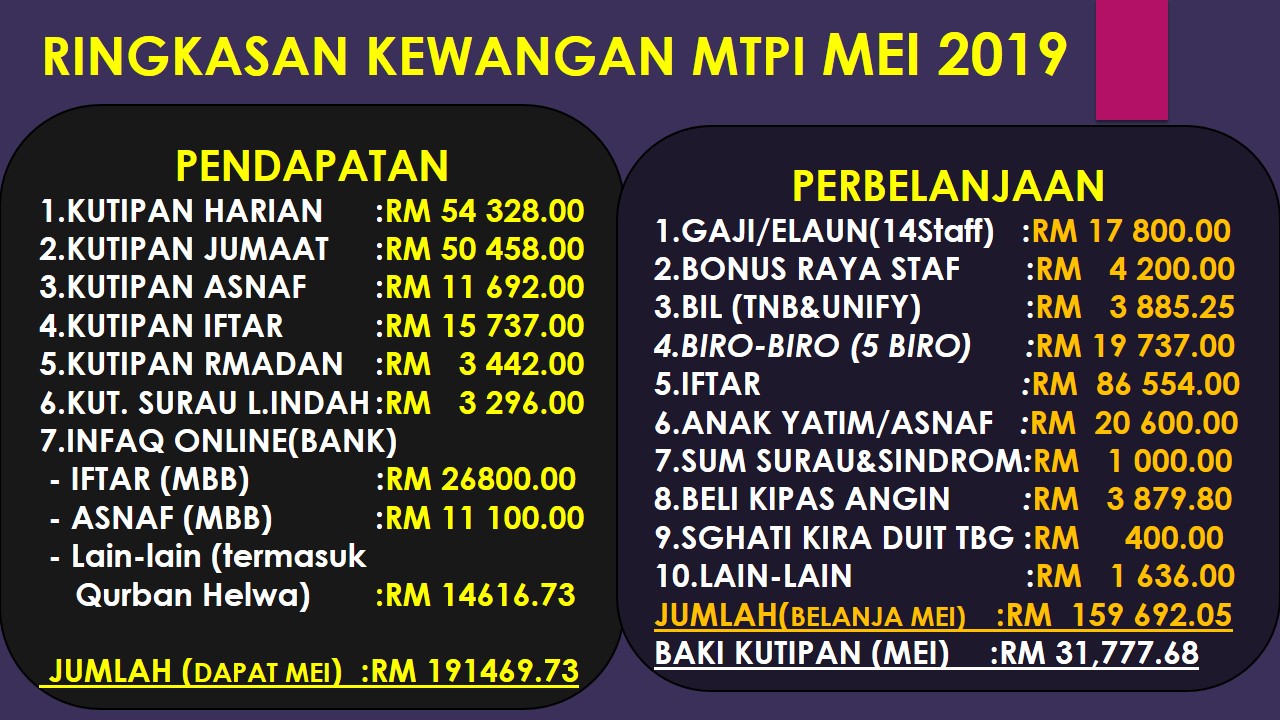 RINGKASAN KEWANGAN MTPI MEI 2019
PENDAPATAN
1.KUTIPAN HARIAN :RM 54 328.00
2.KUTIPAN JUMAAT :RM 50 458.00
3.KUTIPAN ASNAF :RM 11 692.00
4.KUTIPAN IFTAR :RM 15 737.00
5.KUTIPAN RMADAN :RM 3 442.00
6.KUT. SURAU L.INDAH :RM 3 296.00
7.INFAQ ONLINE(BANK)
- IFTAR (MBB) :RM 26800.00
- ASNAF (MBB) :RM 11 100.00
- Lain-lain (termasuk
Qurban Helwa) :RM 14616.73
JUMLAH (DAPAT MEI) :RM 191469.73
PERBELANJAAN
1.GAJI/ELAUN(14Staff) :RM 17 800.00
2.BONUS RAYA STAF :RM 4 200.00
3.BIL (TNB&UNIFY) :RM 3 885.25
4.BIRO-BIRO (5 BIRO) :RM 19 737.00
5.IFTAR :RM 86 554.00
6.ANAK YATIM/ASNAF :RM 20 600.00
7.SUM SURAU&SINDROM:RM 1 000.00
8.BELI KIPAS ANGIN :RM 3 879.80
9.SGHATI KIRA DUIT TBG :RM 400.00
10.LAIN-LAIN :RM 1 636.00
JUMLAH(BELANJA MEI) :RM 159 692.05
BAKI KUTIPAN (MEI) :RM 31,777.68